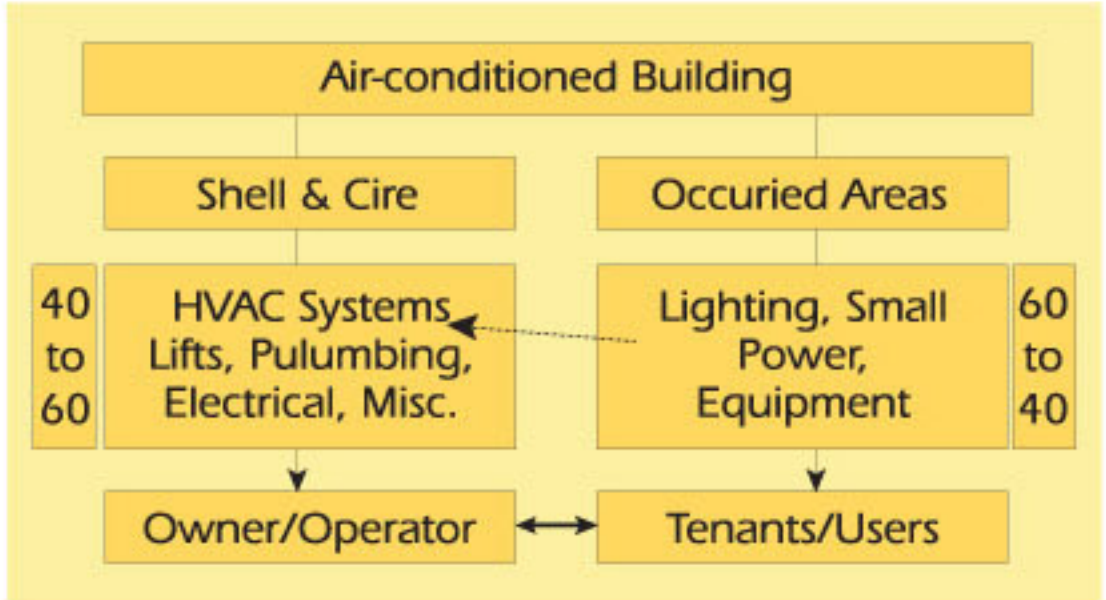 Air-conditioned Building
Shell & Cire
Occuried Areas
40
to
60
HVAC Systems
Lifts, Pulumbing,
Electrical, Misc.
Lighting, Small
Power,
Equipment
60
to
40
Owner/Operator
Tenants/Users